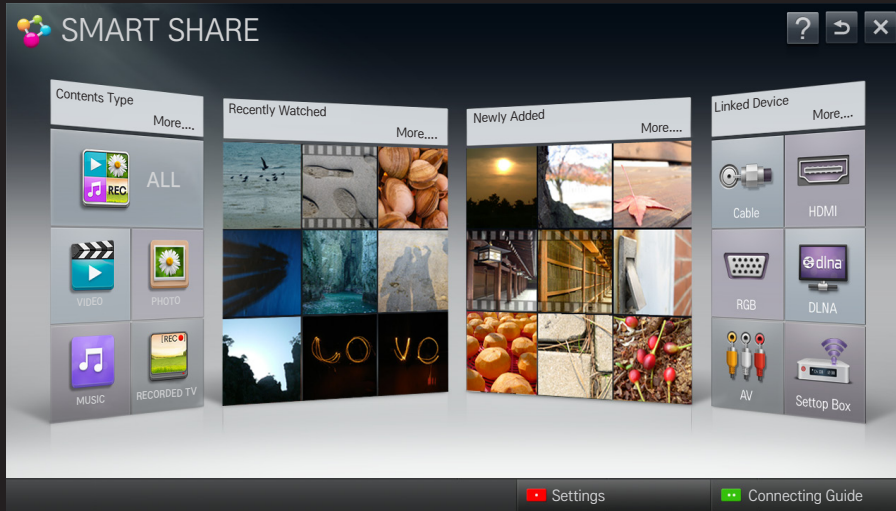 SMART SHARE
?
Contents Type
More....
ALL
REC
VIDEO
PHOTO
MUSIC
REC
RECORDED TV
Recently Watched
More....
LOVO
Newly Added
More....
Linked Device
More....
Cable
HDMI
RGB
dlna
DLNA
AV
Settop Box
Settings
Connecting Guide